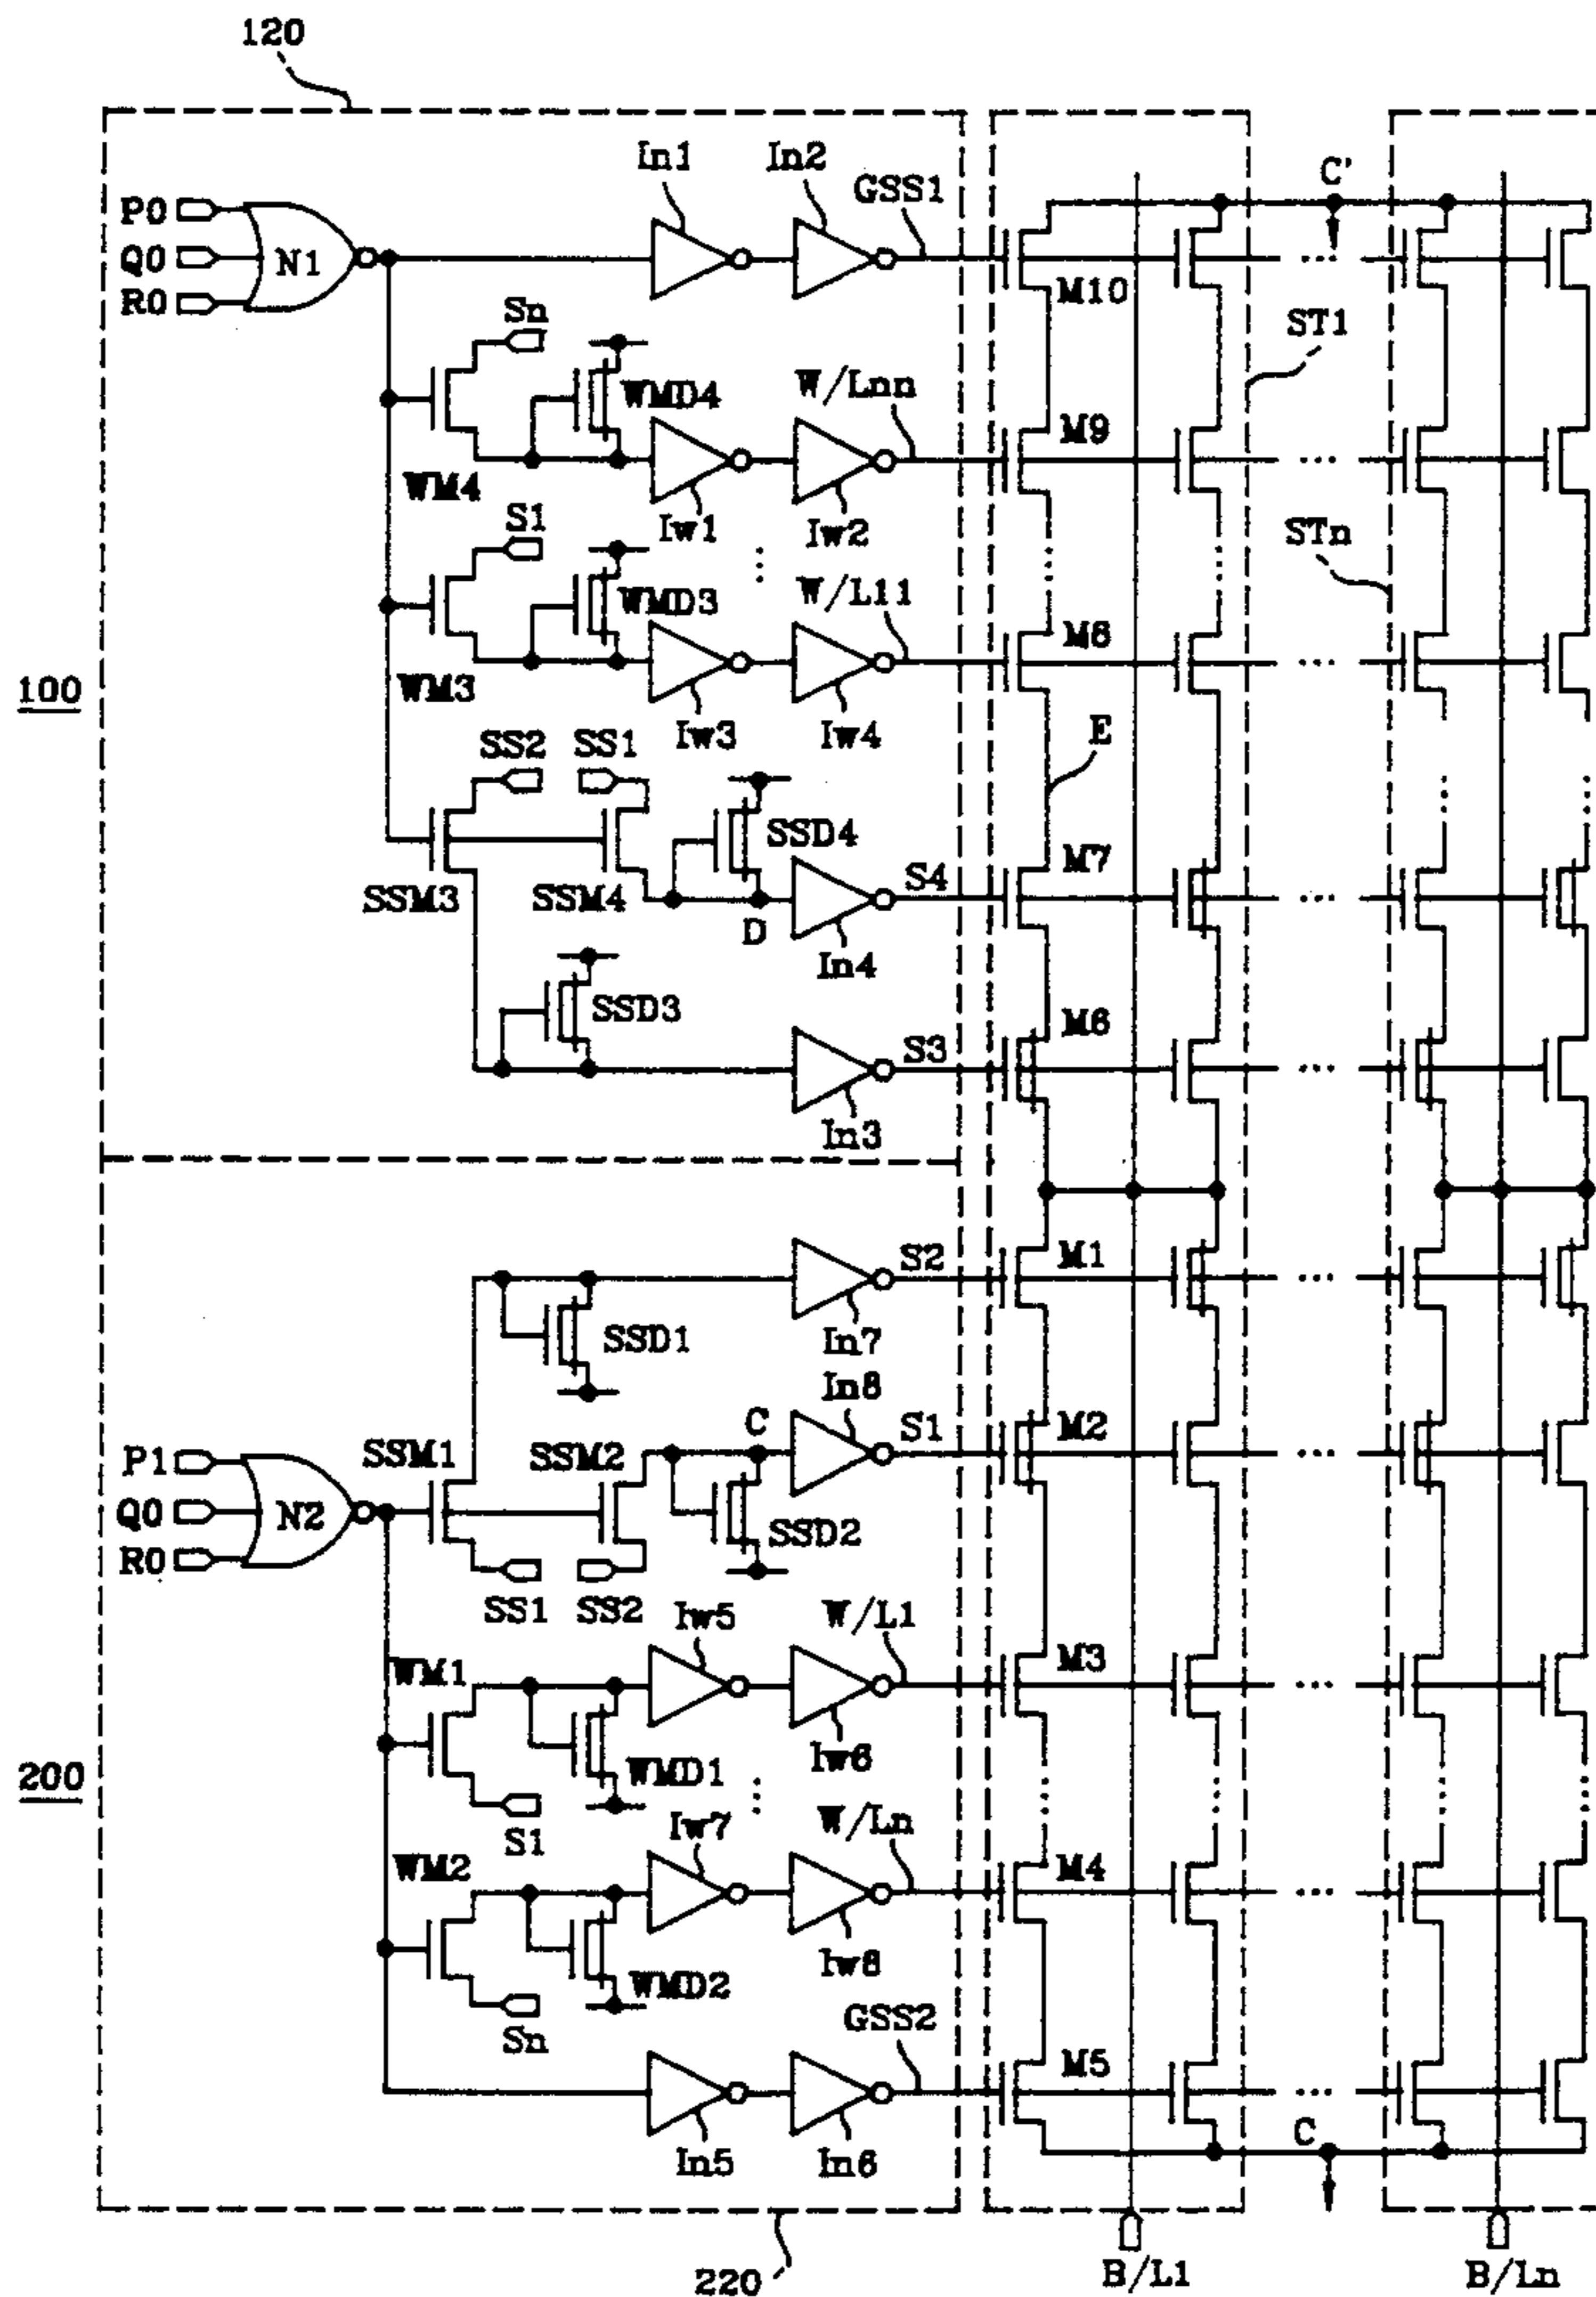 120
In1
In2
GSS1
C'
P0
Q0
R0
N1
M10
ST1
Sn
WMD4
W/Lnn
M9
WM4
Iw1
Iw2
S1
STn
WMD3
W/L11
M8
WM3
100
Iw3
Iw4
E
SS2
SS1
SSD4
M7
SSM3
SSM4
S4
D
In4
SSD3
M6
S3
In3
S2
M1
SSD1
In7
In8
C
S1
M2
P1
Q0
R0
N2
SSM1
SSM2
SSD2
SS1
SS2
Iw5
W/L1
M3
WM1
Iw6
WMD1
200
S1
Iw7
W/Ln
WM2
M4
Iw8
WMD2
Sn
GSS2
M5
In5
In6
C
220
B/L1
B/Ln